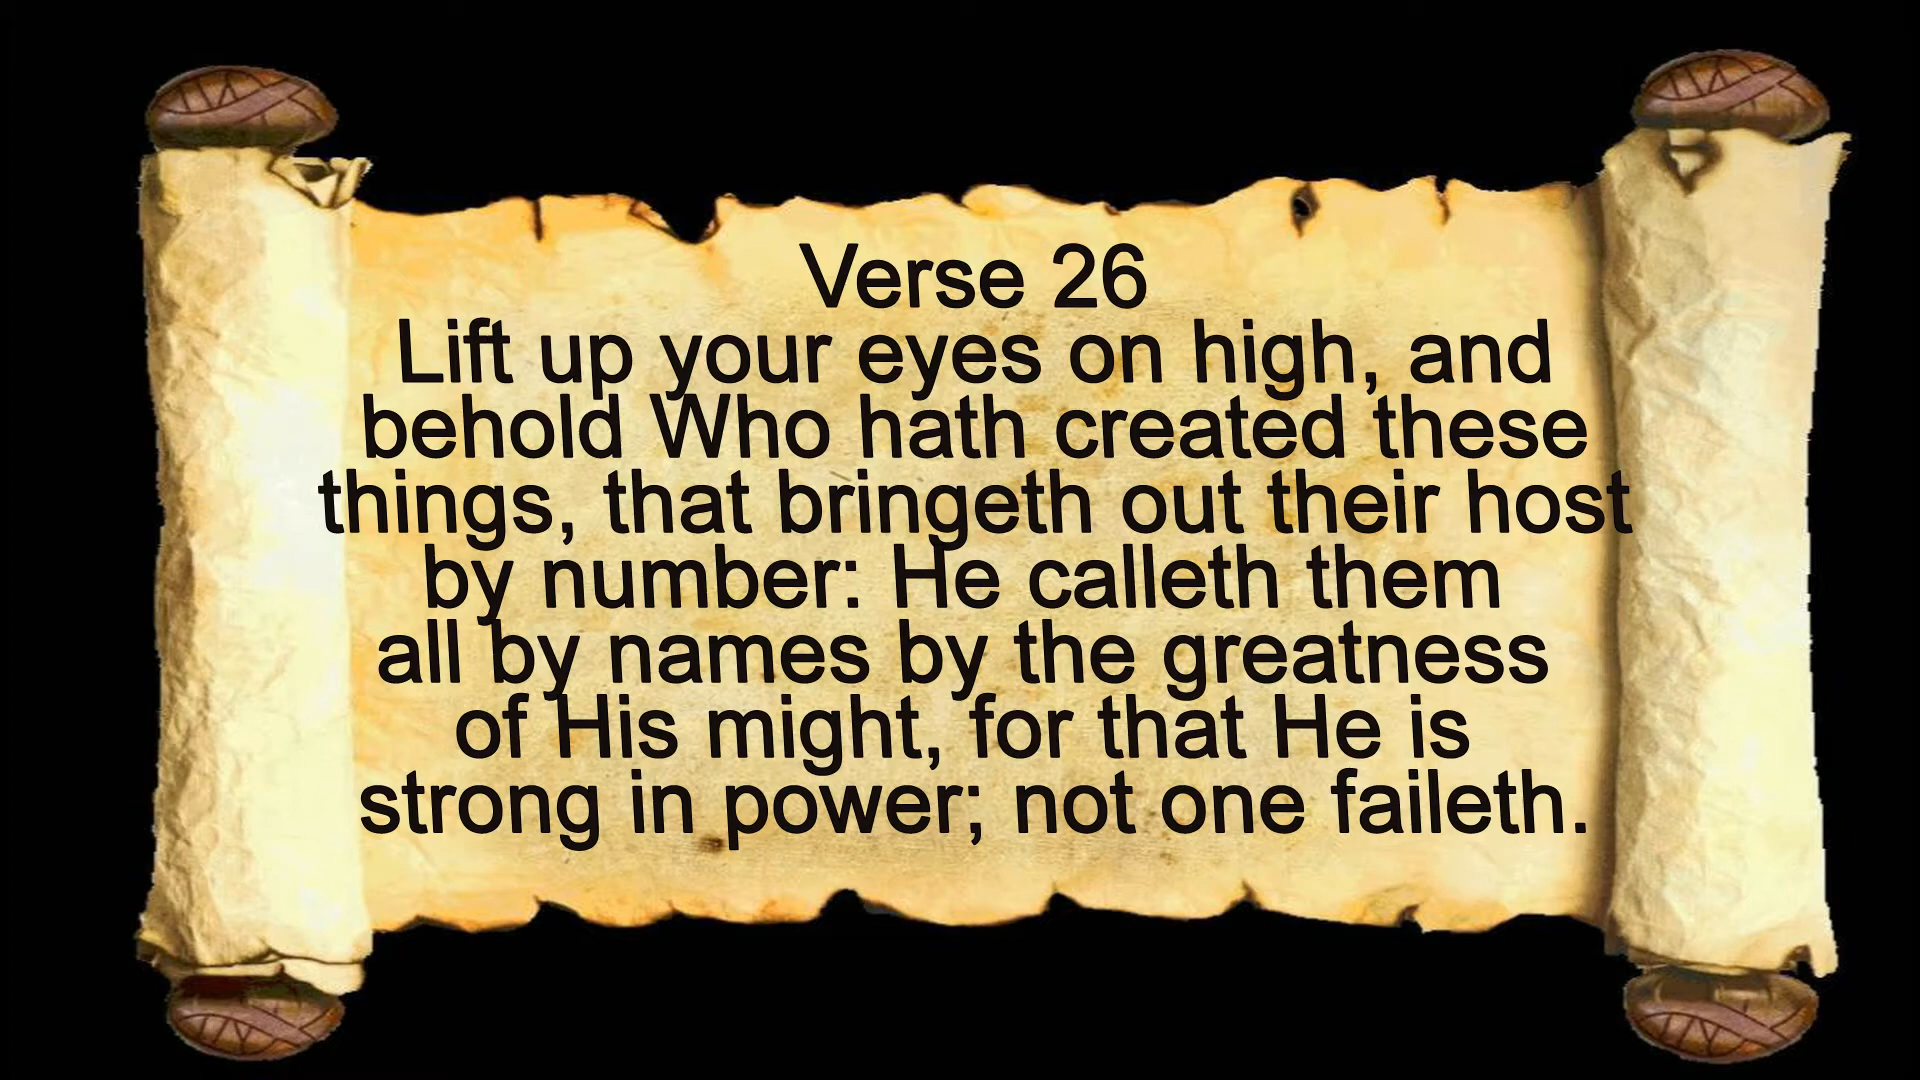 Verse 26
Lift up your eyes on high, and
behold Who hath created these
things, that bringeth out their host
by number: He calleth them
all by names by the greatness
of His might, for that He is
strong in power; not one faileth.